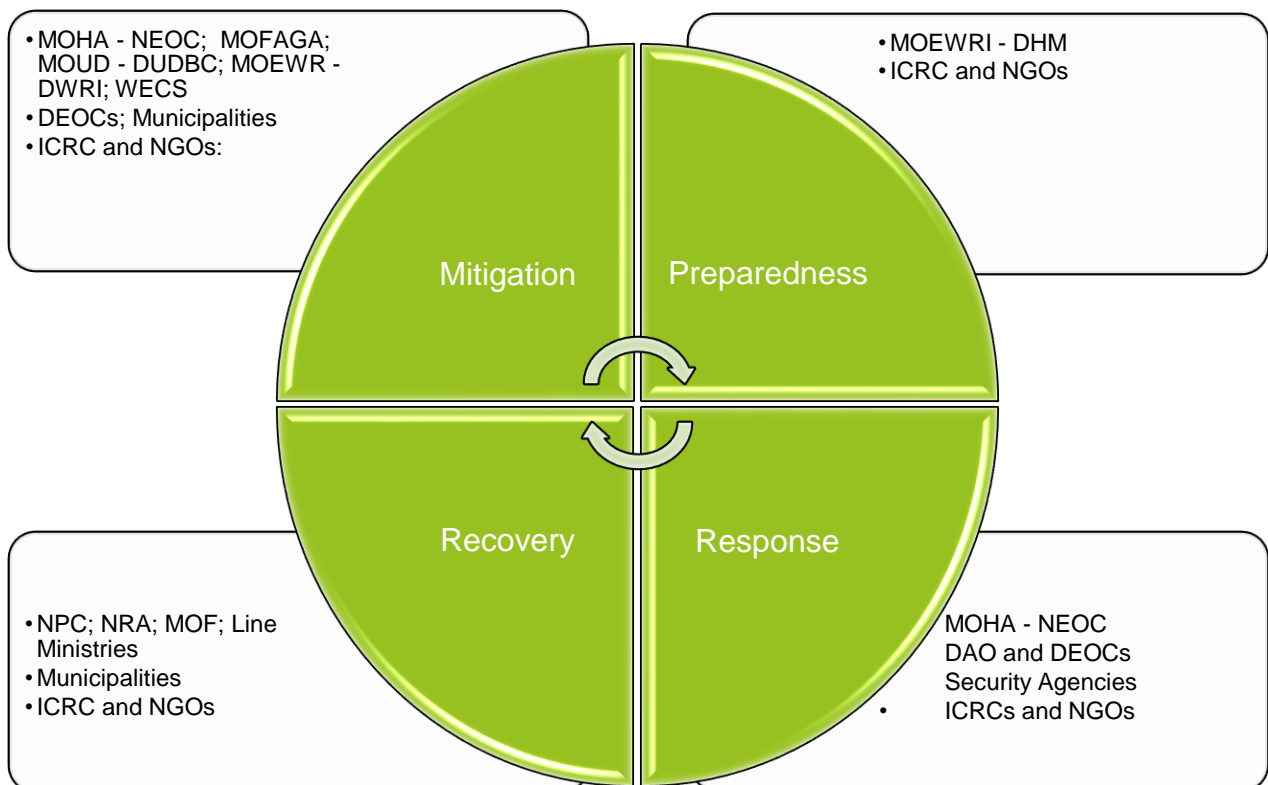 • MOHA - NEOC; MOFAGA;
MOUD - DUDBC; MOEWR -
DWRI; WECS
• DEOCs; Municipalities
• ICRC and NGOs:
• MOEWRI - DHM
• ICRC and NGOs
Mitigation
Preparedness
Recovery
Response
• NPC; NRA; MOF; Line
Ministries
• Municipalities
• ICRC and NGOs
MOHA - NEOC
DAO and DEOCs
Security Agencies
• ICRCs and NGOs